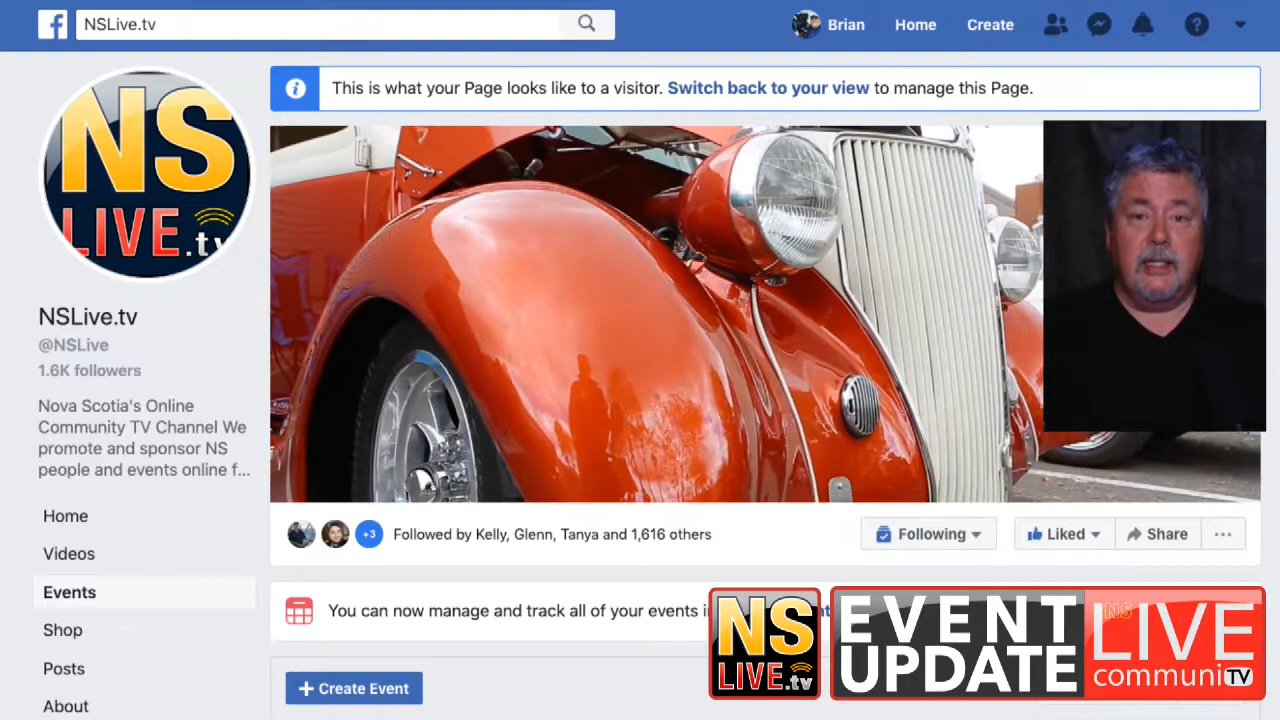 NSLive.tv
Brian
Home
Create
This is what your Page looks like to a visitor. Switch back to your view to manage this Page.
NS
LIVE.tv
NSLive.tv
@NSLive
1.6K followers
Nova Scotia's Online
Community TV Channel We
promote and sponsor NS
people and events online f...
Home
Videos
Events
Shop
Posts
About
+3
Followed by Kelly, Glenn, Tanya and 1,616 others
Following
Liked
Share
You can now manage and track all of your events i
+ Create Event
NS
LIVE.tv
EVENT
UPDATE
NS
LIVE
communiTV